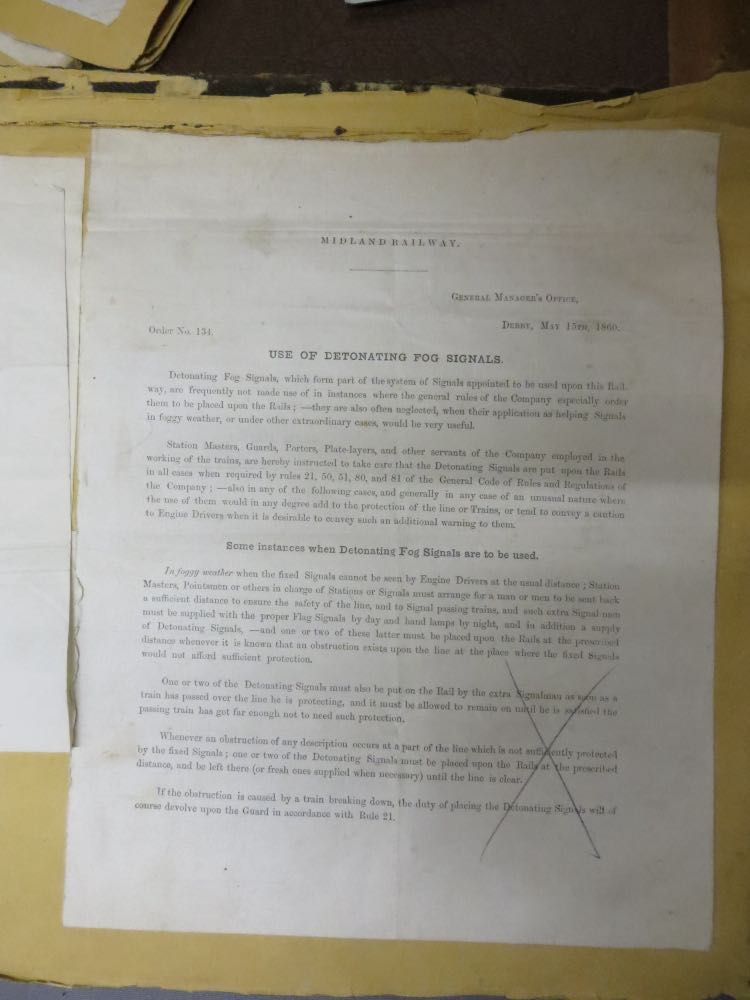 MIDLAND RAILWAY.
GENERAL MANAGER'S OFFICE,
DERBY, MAY 15TH, 1860.
Order No. 134.
USE OF DETONATING FOG SIGNALS.
Detonating Fog Signals, which form part of the system of Signals appointed to be used upon this Rail-
way, are frequently not made use of in instances where the general rules of the Company especially order
them to be placed upon the Rails ; —they are also often neglected, when their application as helping Signals
in foggy weather, or under other extraordinary cases, would be very useful.
Station Masters, Guards, Porters, Plate-layers, and other servants of the Company employed in the
working of the trains, are hereby instructed to take care that the Detonating Signals are put upon the Rails
in all cases when required by rules 21, 50, 51, 80, and 81 of the General Code of Rules and Regulations of
the Company ; —also in any of the following cases, and generally in any case of an unusual nature where
the use of them would in any degree add to the protection of the line or Trains, or tend to convey a caution
to Engine Drivers when it is desirable to convey such an additional warning to them.
Some instances when Detonating Fog Signals are to be used.
In foggy weather when the fixed Signals cannot be seen by Engine Drivers at the usual distance ; Station
Masters, Pointsmen or others in charge of Stations or Signals must arrange for a man or men to be sent back
a sufficient distance to ensure the safety of the line, and to Signal passing trains, and such extra Signal men
must be supplied with the proper Flag Signals by day and hand lamps by night, and in addition a supply
of Detonating Signals, —and one or two of these latter must be placed upon the Rails at the prescribed
distance whenever it is known that an obstruction exists upon the line at the place where the fixed Signals
would not afford sufficient protection.
One or two of the Detonating Signals must also be put on the Rail by the extra Signalman as soon as a
train has passed over the line he is protecting, and it must be allowed to remain on until he is satisfied the
passing train has got far enough not to need such protection.
Whenever an obstruction of any description occurs at a part of the line which is not sufficiently protected
by the fixed Signals ; one or two of the Detonating Signals must be placed upon the Rails at the prescribed
distance, and be left there (or fresh ones supplied when necessary) until the line is clear.
If the obstruction is caused by a train breaking down, the duty of placing the Detonating Signals will of
course devolve upon the Guard in accordance with Rule 21.